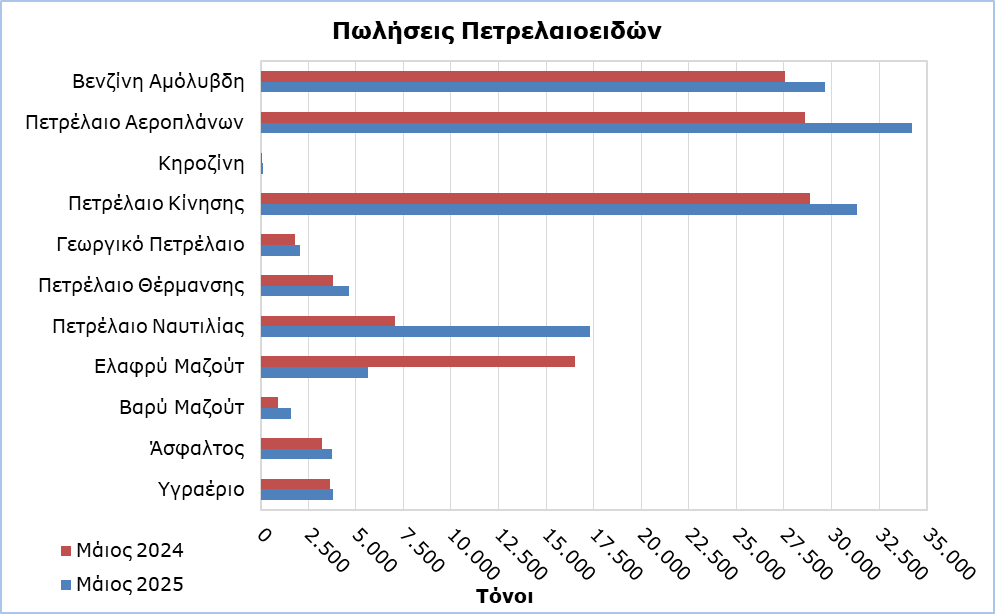 Πωλήσεις Πετρελαιοειδών
Βενζίνη Αμόλυβδη
Πετρέλαιο Αεροπλάνων
Κηροζίνη
Πετρέλαιο Κίνησης
Γεωργικό Πετρέλαιο
Πετρέλαιο Θέρμανσης
Πετρέλαιο Ναυτιλίας
Ελαφρύ Μαζούτ
Βαρύ Μαζούτ
Άσφαλτος
Υγραέριο
0 2.500 5.000 7.500 10.000 12.500 15.000 17.500 20.000 22.500 25.000 27.500 30.000 32.500 35.000
Τόνοι
Μάιος 2024
Μάιος 2025